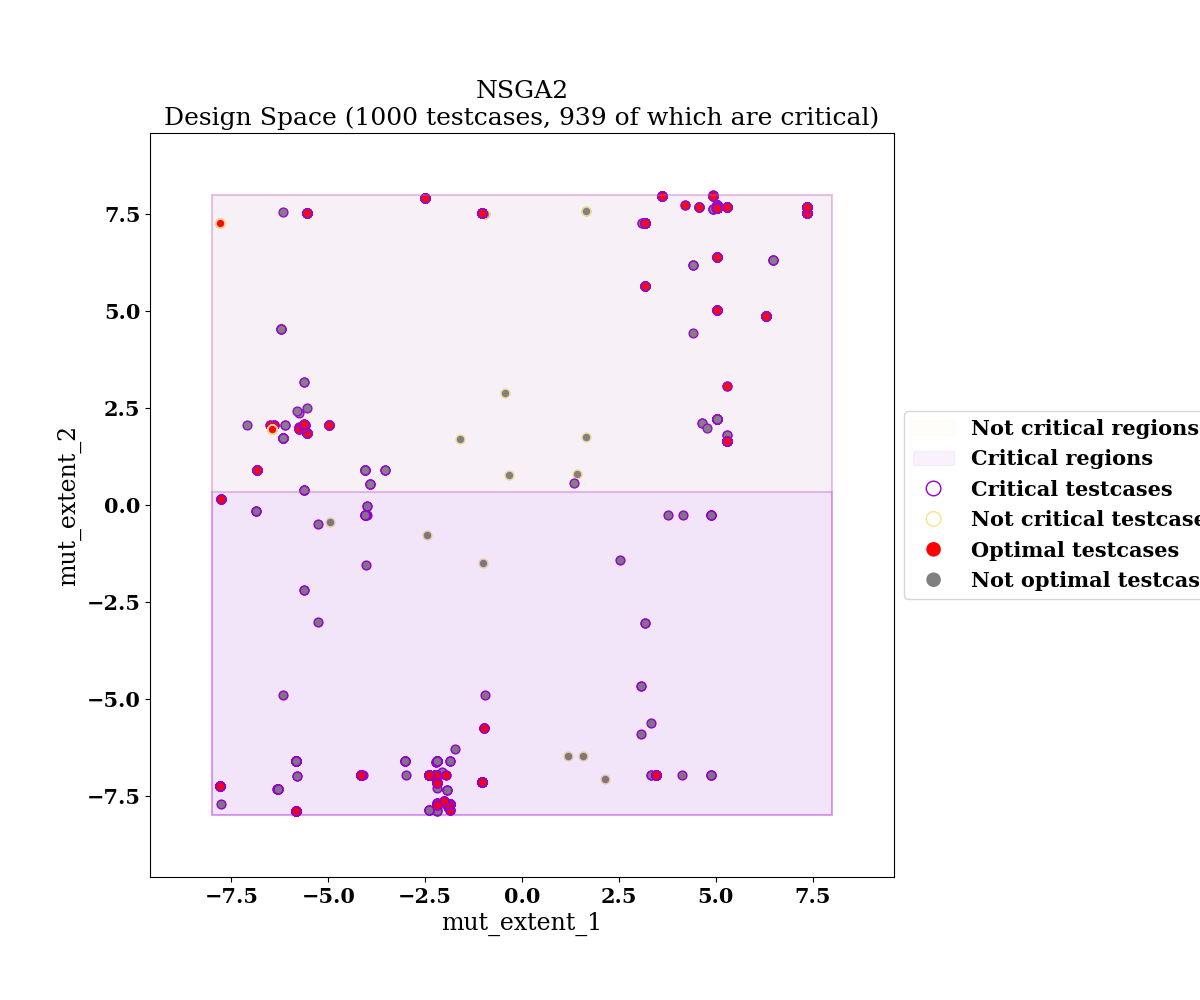 NSGA2
Design Space (1000 testcases, 939 of which are critical)
7.5
5.0
2.5
0.0
−2.5
−5.0
−7.5
mut_extent_2
−7.5
−5.0
−2.5
0.0
2.5
5.0
7.5
mut_extent_1
Not critical regions
Critical regions
Critical testcases
Not critical testcase
Optimal testcases
Not optimal testcas